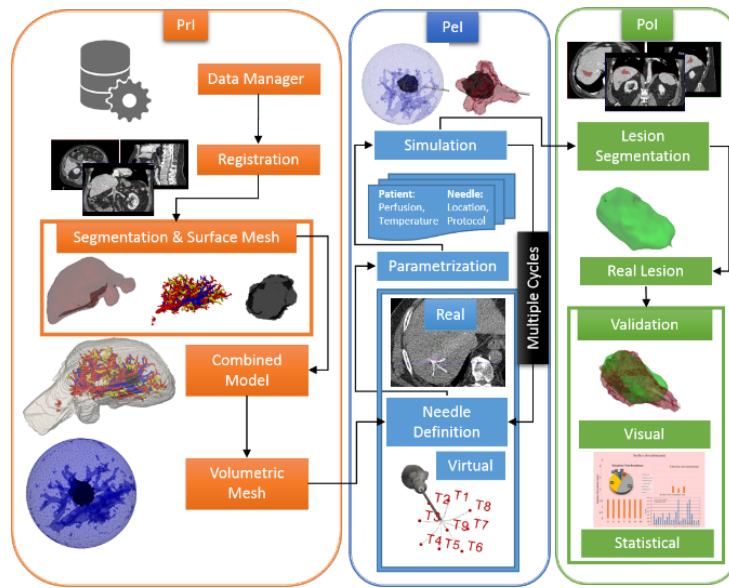 PrI
Data Manager
Registration
Segmentation & Surface Mesh
Combined
Model
Volumetric
Mesh
PeI
Simulation
Patient:
Perfusion,
Temperature
Needle:
Location,
Protocol
Parametrization
Multiple Cycles
Real
Needle
Definition
Virtual
T1
T2
T8
T3
T7
T9
T4
T5
T6
PoI
Lesion
Segmentation
Real Lesion
Validation
Visual
Statistical